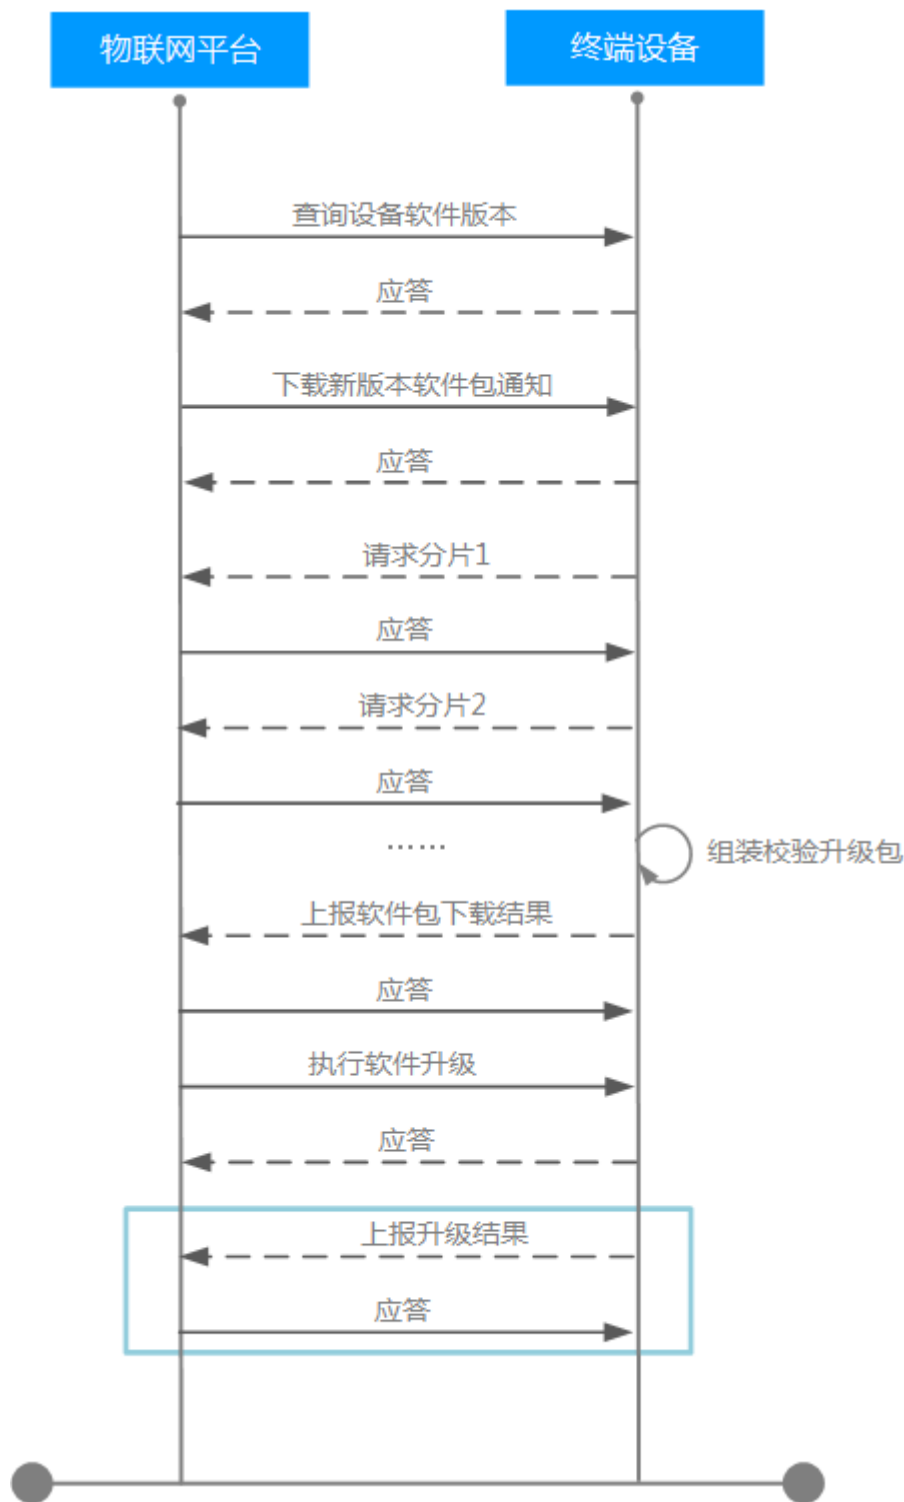 物联网平台
终端设备
查询设备软件版本
应答
下载新版本软件包通知
应答
请求分片1
应答
请求分片2
应答
……
组装校验升级包
上报软件包下载结果
应答
执行软件升级
应答
上报升级结果
应答